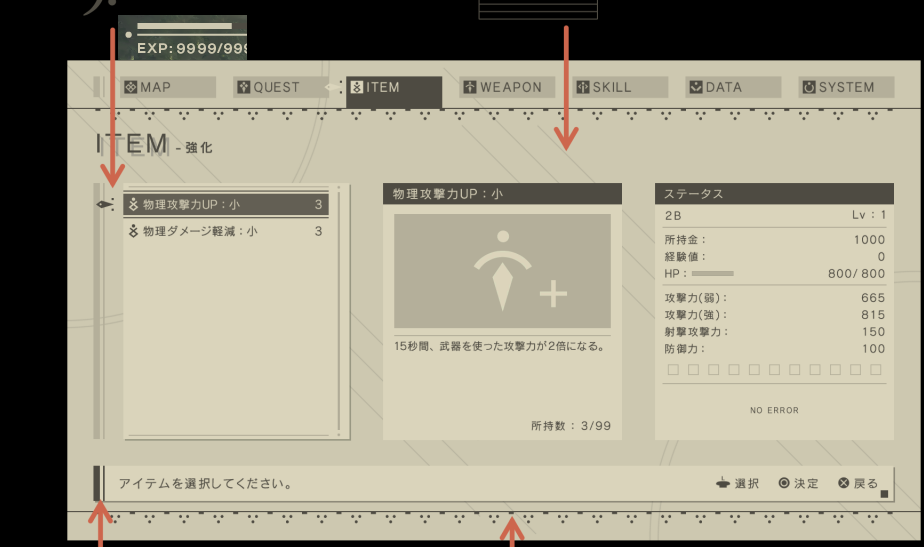 EXP: 9999/999
MAP
QUEST
ITEM
WEAPON
SKILL
DATA
SYSTEM
ITEM - 強化
物理攻撃力UP：小 3
物理ダメージ軽減：小 3
物理攻撃力UP：小
15秒間、武器を使った攻撃力が2倍になる。
所持数：3/99
ステータス
2B Lv：1
所持金： 1000
経験値： 0
HP： 800/800
攻撃力(弱)： 665
攻撃力(強)： 815
射撃攻撃力： 150
防御力： 100
NO ERROR
アイテムを選択してください。
選択 決定 戻る